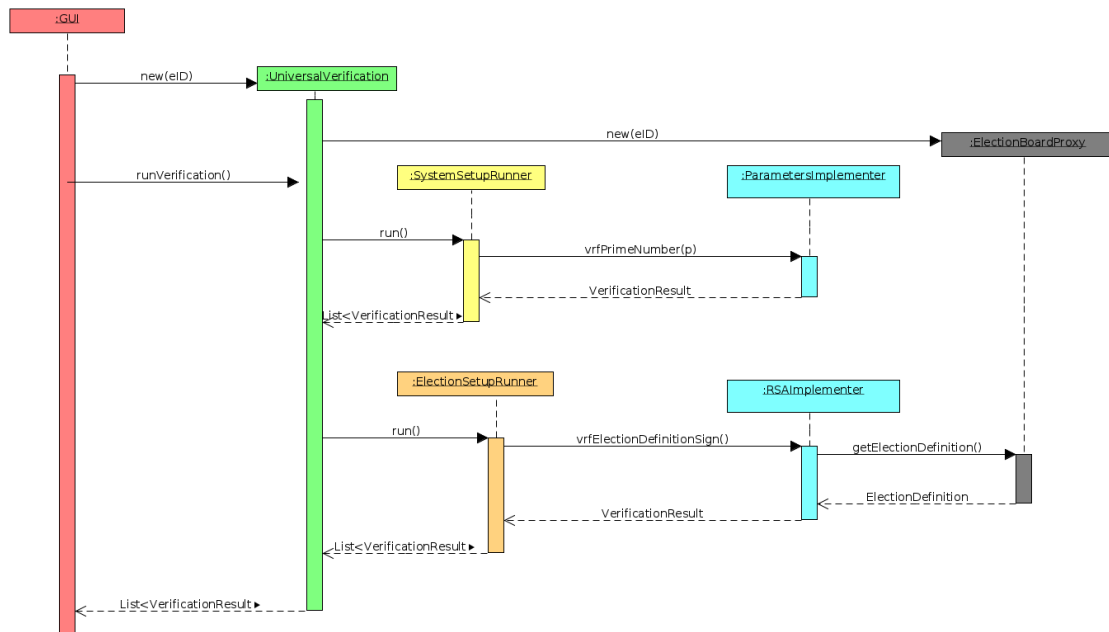 :GUI
:UniversalVerification
new(eID)
new(eID)
:ElectionBoardProxy
:SystemSetupRunner
:ParametersImplementer
runVerification()
run()
vrfPrimeNumber(p)
VerificationResult
List<VerificationResult▸
:ElectionSetupRunner
:RSAImplementer
run()
vrfElectionDefinitionSign()
getElectionDefinition()
ElectionDefinition
VerificationResult
List<VerificationResult▸
List<VerificationResult▸